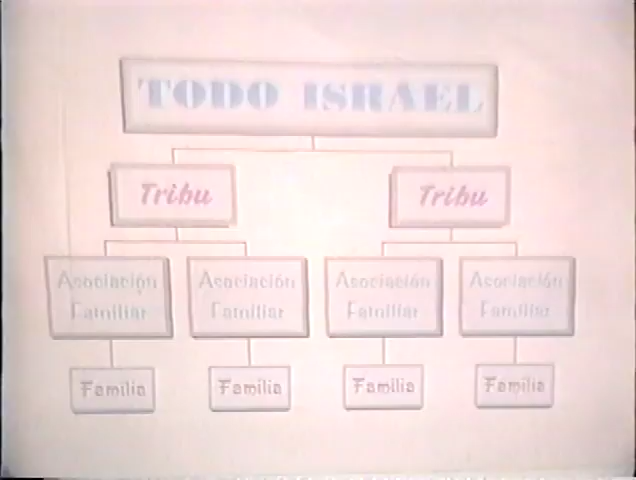 TODO ISRAEL
Tribu
Tribu
Asociación
Familiar
Asociación
Familiar
Asociación
Familiar
Asociación
Familiar
Familia
Familia
Familia
Familia